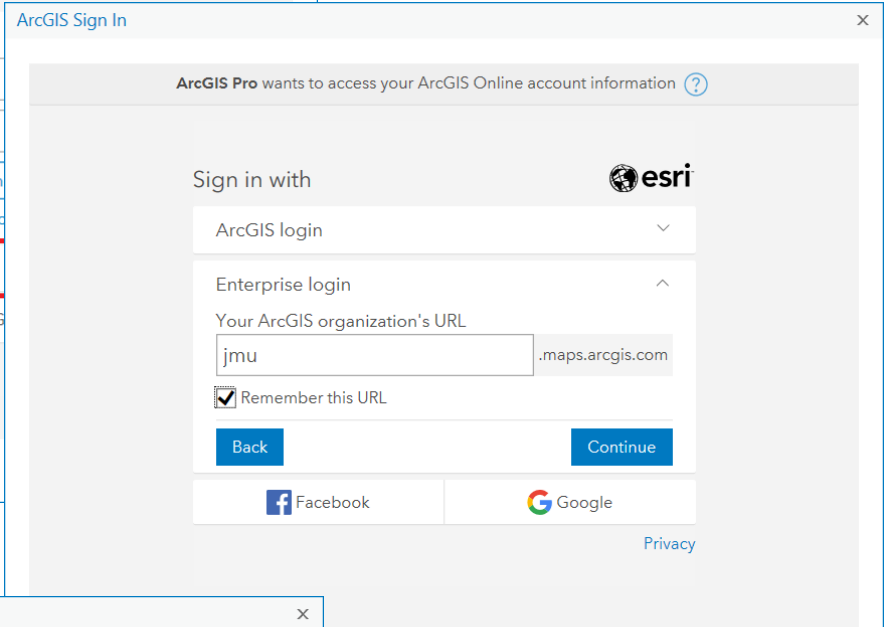 ArcGIS Sign In
ArcGIS Pro wants to access your ArcGIS Online account information ?
Sign in with
esri
ArcGIS login
Enterprise login
Your ArcGIS organization's URL
jmu .maps.arcgis.com
Remember this URL
Back Continue
Facebook Google
Privacy